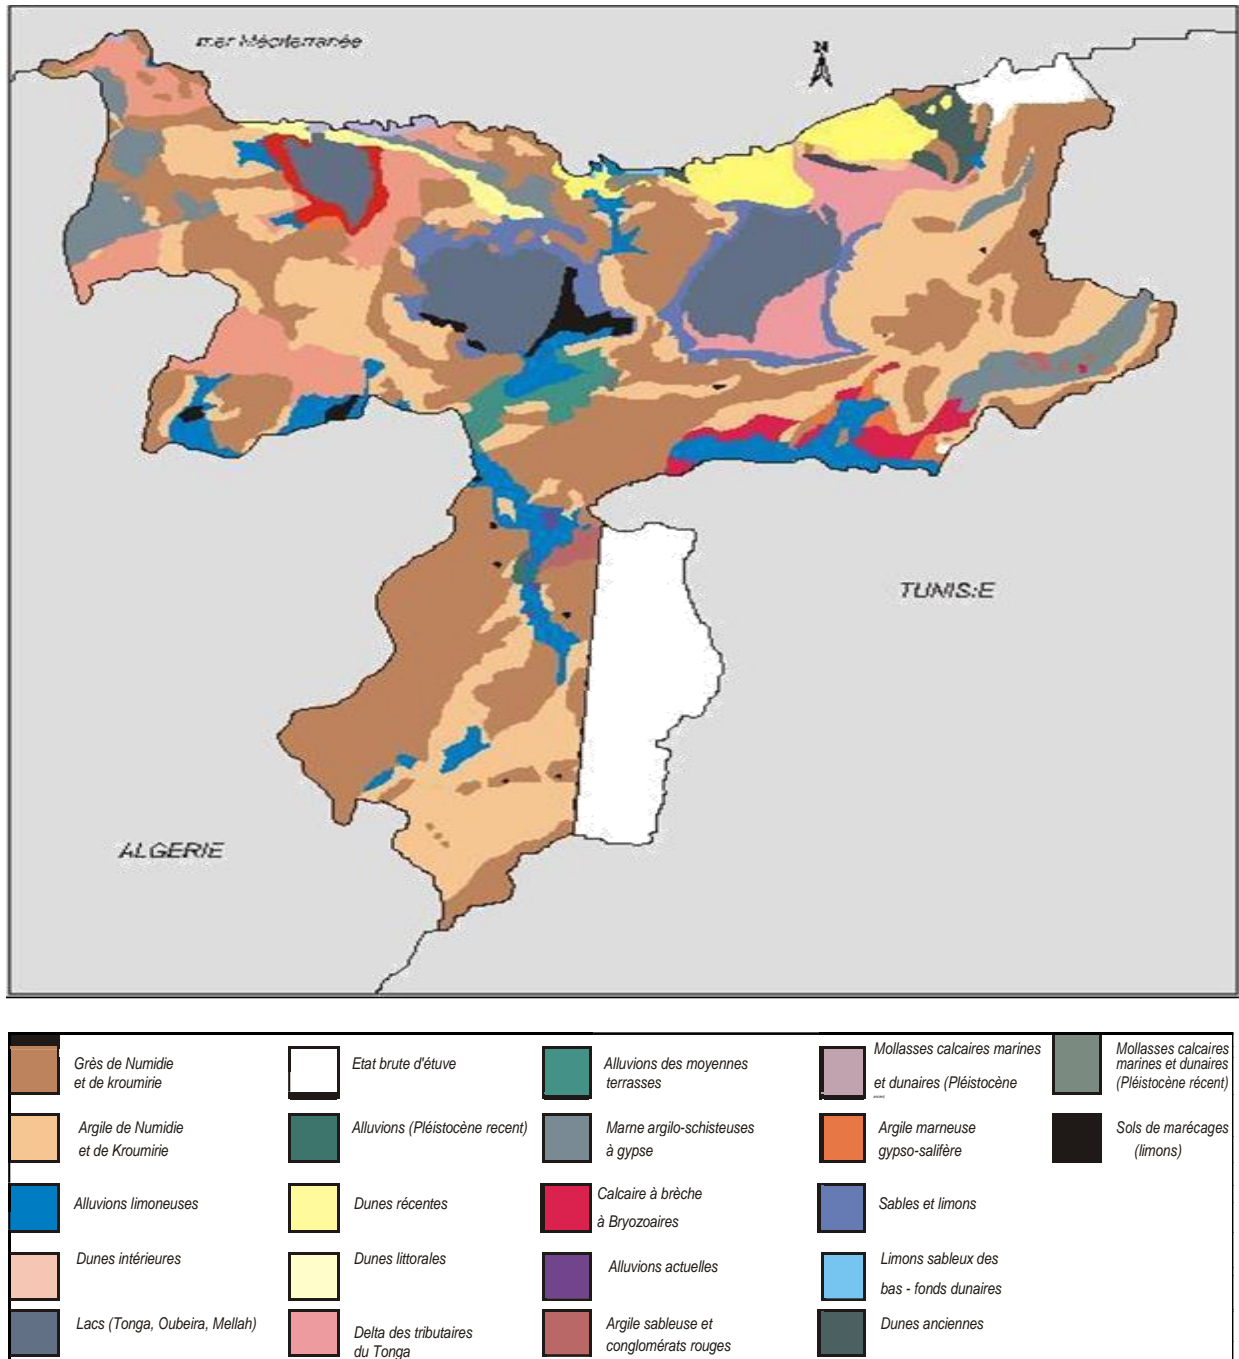 mer Méditerranée
N
TUNIS:E
ALGERIE
Grès de Numidie
et de kroumirie
Etat brute d'étuve
Alluvions des moyennes
terrasses
Mollasses calcaires marines
et dunaires (Pléistocène
Mollasses calcaires
marines et dunaires
(Pléistocène récent)
Argile de Numidie
et de Kroumirie
Alluvions (Pléistocène recent)
Marne argilo-schisteuses
à gypse
Argile marneuse
gypso-salifère
Sols de marécages
(limons)
Alluvions limoneuses
Dunes récentes
Calcaire à brèche
à Bryozoaires
Sables et limons
Dunes intérieures
Dunes littorales
Alluvions actuelles
Limons sableux des
bas - fonds dunaires
Lacs (Tonga, Oubeira, Mellah)
Delta des tributaires
du Tonga
Argile sableuse et
conglomérats rouges
Dunes anciennes